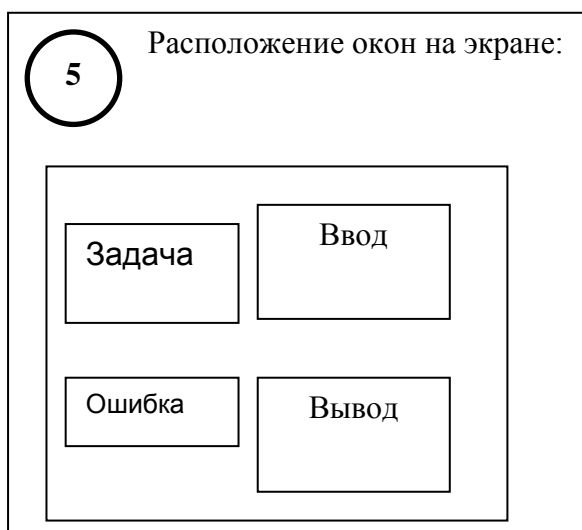 Расположение окон на экране:
5
Задача
Ввод
Ошибка
Вывод